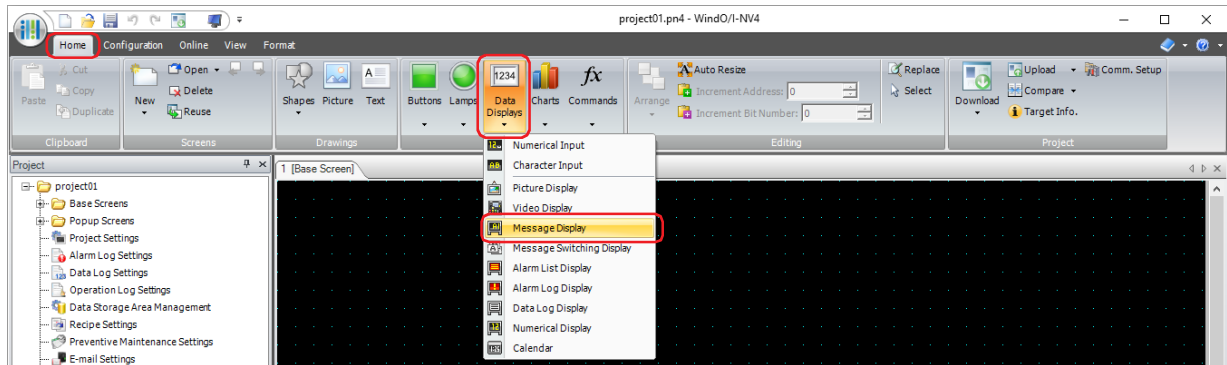 project01.pn4 - WindO/I-NV4
Home Configuration Online View Format
Cut
Copy
Paste
Duplicate
Clipboard
New
Open
Delete
Reuse
Screens
Shapes Picture Text
Drawings
Buttons Lamps
1234
Data Displays
Charts Commands
Arrange
Auto Resize
Increment Address: 0
Increment Bit Number: 0
Replace
Select
Editing
Download
Upload
Compare
Target Info.
Comm. Setup
Project
Numerical Input
Character Input
Picture Display
Video Display
Message Display
Message Switching Display
Alarm List Display
Alarm Log Display
Data Log Display
Numerical Display
Calendar
Project
project01
Base Screens
Popup Screens
Project Settings
Alarm Log Settings
Data Log Settings
Operation Log Settings
Data Storage Area Management
Recipe Settings
Preventive Maintenance Settings
E-mail Settings
1 [Base Screen]